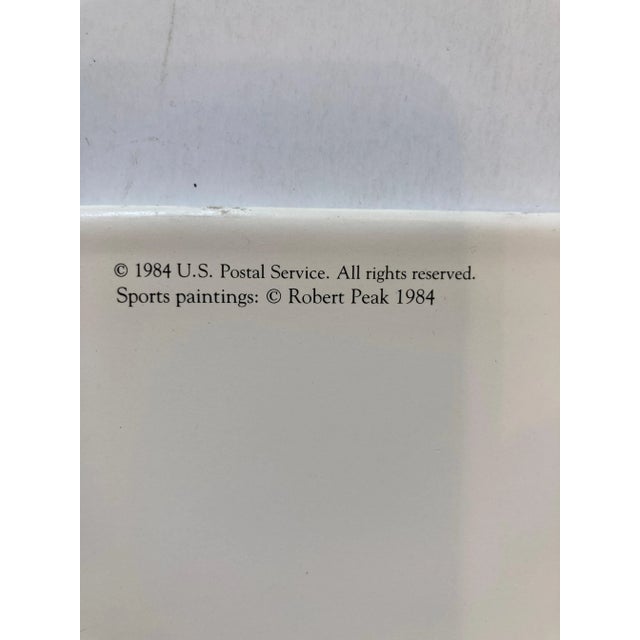 © 1984 U.S. Postal Service. All rights reserved.
Sports paintings: © Robert Peak 1984